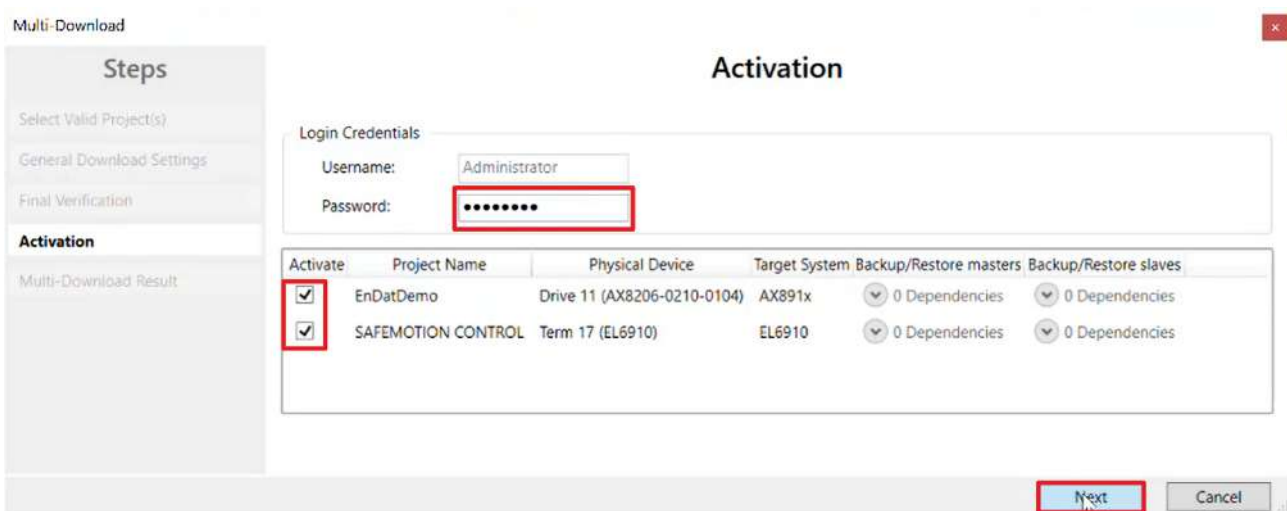 Multi-Download
Steps
Select Valid Project(s)
General Download Settings
Final Verification
Activation
Multi-Download Result
Activation
Login Credentials
Username: Administrator
Password: ●●●●●●●●
Activate Project Name Physical Device Target System Backup/Restore masters Backup/Restore slaves
EnDatDemo Drive 11 (AX8206-0210-0104) AX891x 0 Dependencies 0 Dependencies
SAFEMOTION CONTROL Term 17 (EL6910) EL6910 0 Dependencies 0 Dependencies
Next Cancel